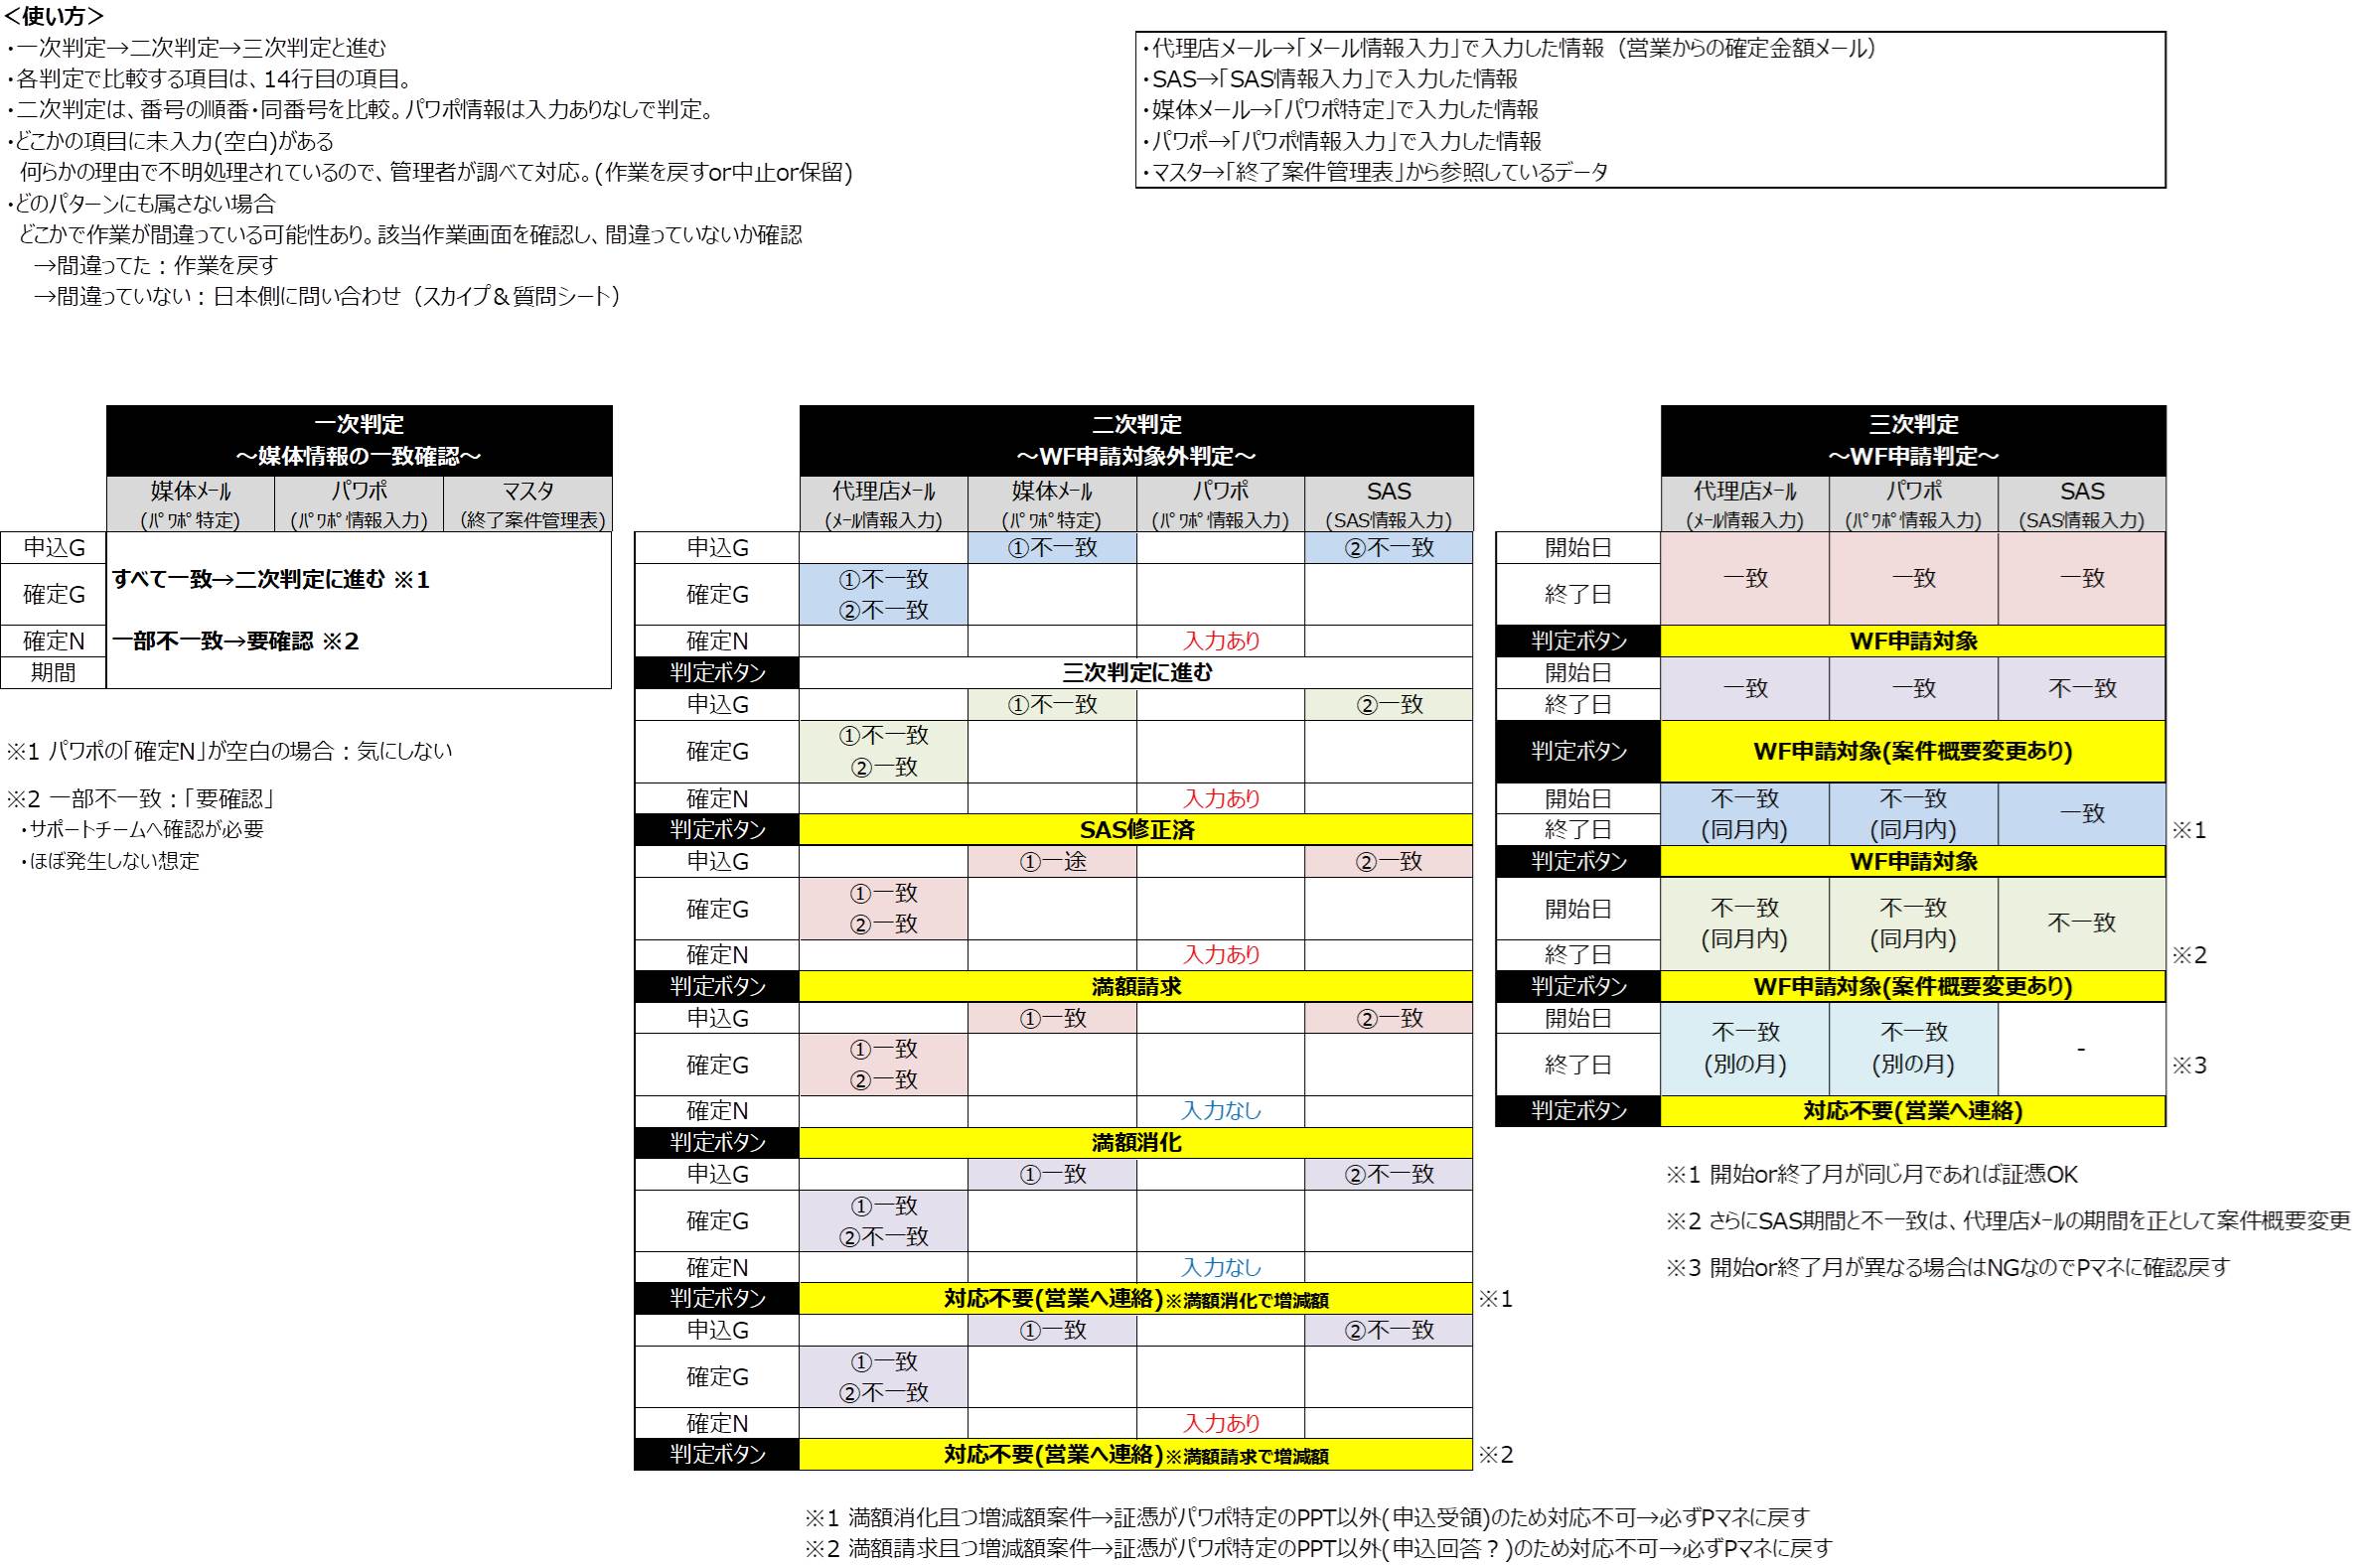 ＜使い方＞
・一次判定→二次判定→三次判定と進む
・各判定で比較する項目は、14行目の項目。
・二次判定は、番号の順番・同番号を比較。パワポ情報は入力ありなしで判定。
・どこかの項目に未入力(空白)がある
何らかの理由で不明処理されているので、管理者が調べて対応。(作業を戻すor中止or保留)
・どのパターンにも属さない場合
どこかで作業が間違っている可能性あり。該当作業画面を確認し、間違っていないか確認
→間違ってた：作業を戻す
→間違っていない：日本側に問い合わせ（スカイプ＆質問シート）
・代理店メール→「メール情報入力」で入力した情報（営業からの確定金額メール）
・SAS→「SAS情報入力」で入力した情報
・媒体メール→「パワポ特定」で入力した情報
・パワポ→「パワポ情報入力」で入力した情報
・マスタ→「終了案件管理表」から参照しているデータ
一次判定
～媒体情報の一致確認～
媒体ﾒｰﾙ パワポ マスタ
(ﾊﾟﾜﾎﾟ特定) (ﾊﾟﾜﾎﾟ情報入力) (終了案件管理表)
申込G
すべて一致→二次判定に進む ※1
確定G
確定N 一部不一致→要確認 ※2
期間
※1 パワポの「確定N」が空白の場合：気にしない
※2 一部不一致：「要確認」
・サポートチームへ確認が必要
・ほぼ発生しない想定
二次判定
～WF申請対象外判定～
代理店ﾒｰﾙ 媒体ﾒｰﾙ パワポ SAS
(ﾒｰﾙ情報入力) (ﾊﾟﾜﾎﾟ特定) (ﾊﾟﾜﾎﾟ情報入力) (SAS情報入力)
申込G ①不一致 ②不一致
確定G ①不一致
②不一致
確定N 入力あり
判定ボタン 三次判定に進む
申込G ①不一致 ②一致
確定G ①不一致
②一致
確定N 入力あり
判定ボタン SAS修正済
申込G ①一途 ②一致
確定G ①一致
②一致
確定N 入力あり
判定ボタン 満額請求
申込G ①一致 ②一致
確定G ①一致
②一致
確定N 入力なし
判定ボタン 満額消化
申込G ①一致 ②不一致
確定G ①一致
②不一致
確定N 入力なし
判定ボタン 対応不要(営業へ連絡)※満額消化で増減額 ※1
申込G ①一致 ②不一致
確定G ①一致
②不一致
確定N 入力あり
判定ボタン 対応不要(営業へ連絡)※満額請求で増減額 ※2
※1 満額消化且つ増減額案件→証憑がパワポ特定のPPT以外(申込受領)のため対応不可→必ずPマネに戻す
※2 満額請求且つ増減額案件→証憑がパワポ特定のPPT以外(申込回答？)のため対応不可→必ずPマネに戻す
三次判定
～WF申請判定～
代理店ﾒｰﾙ パワポ SAS
(ﾒｰﾙ情報入力) (ﾊﾟﾜﾎﾟ情報入力) (SAS情報入力)
開始日
一致 一致 一致
終了日
判定ボタン WF申請対象
開始日
一致 一致 不一致
終了日
判定ボタン WF申請対象(案件概要変更あり)
開始日 不一致 不一致
一致
終了日 (同月内) (同月内) ※1
判定ボタン WF申請対象
開始日 不一致 不一致
不一致
(同月内) (同月内)
終了日 ※2
判定ボタン WF申請対象(案件概要変更あり)
開始日
不一致 不一致
-
終了日 (別の月) (別の月) ※3
判定ボタン 対応不要(営業へ連絡)
※1 開始or終了月が同じ月であれば証憑OK
※2 さらにSAS期間と不一致は、代理店ﾒｰﾙの期間を正として案件概要変更
※3 開始or終了月が異なる場合はNGなのでPマネに確認戻す